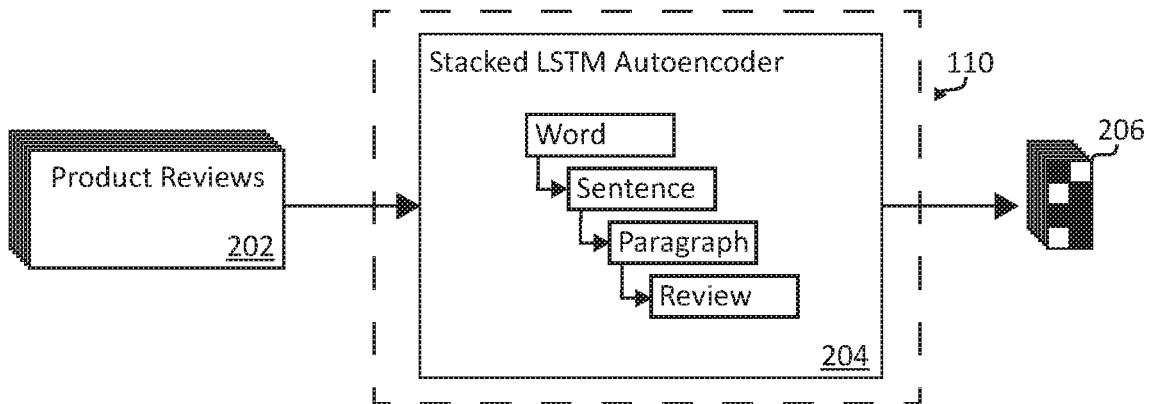 Stacked LSTM Autoencoder
110
206
Word
Product Reviews
Sentence
202
Paragraph
Review
204